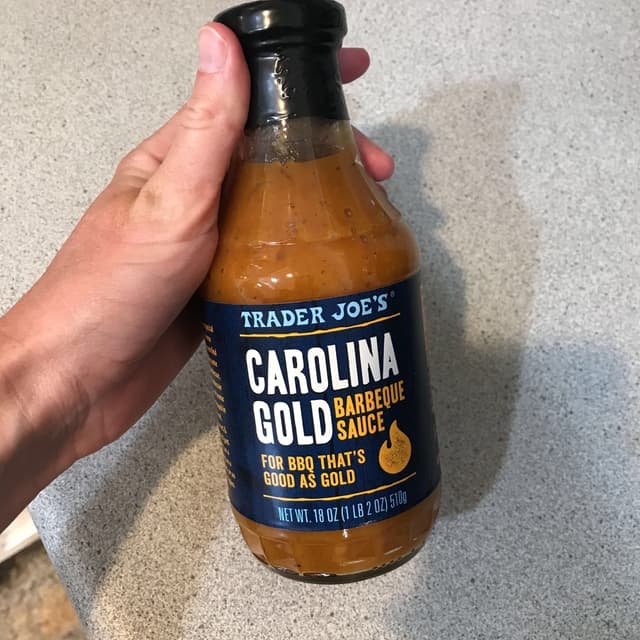 TRADER JOE'S®
CAROLINA
GOLD
BARBEQUE
SAUCE
FOR BBQ THAT'S
GOOD AS GOLD
NET WT. 18 OZ (1 LB 2 OZ) 510g